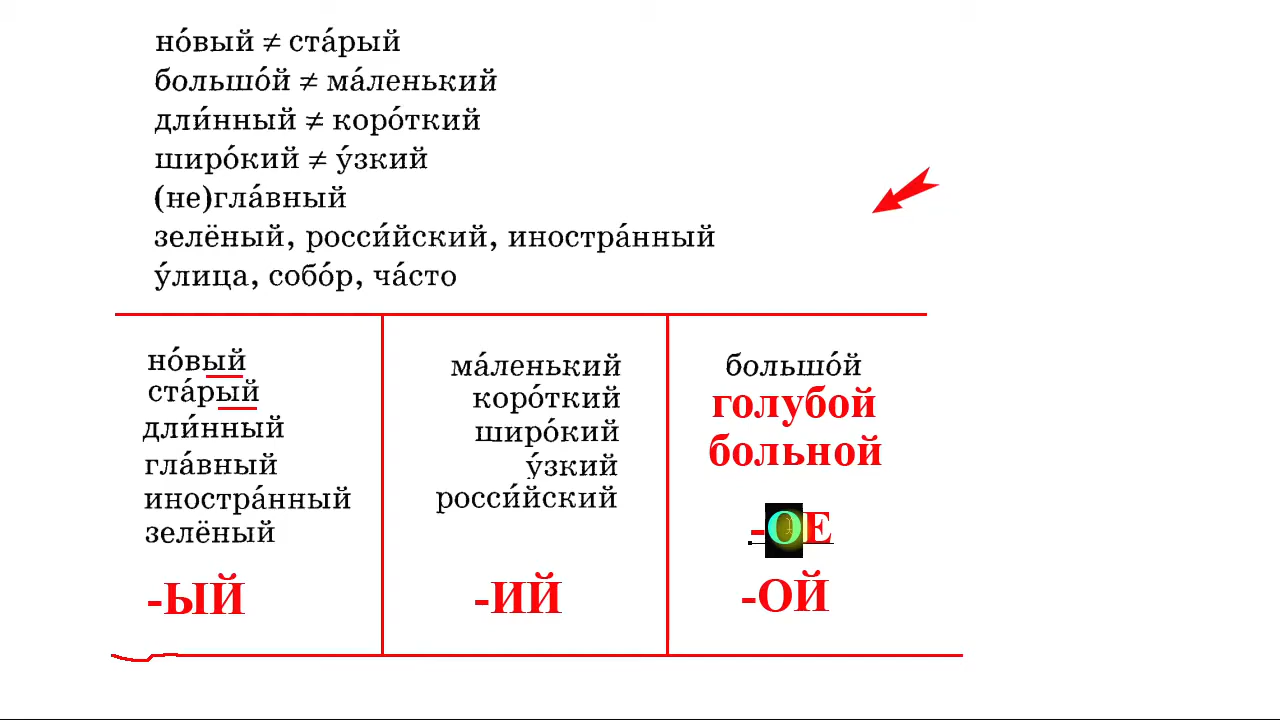 но́вый ≠ ста́рый
большо́й ≠ ма́ленький
дли́нный ≠ коро́ткий
широ́кий ≠ у́зкий
(не)гла́вный
зелёный, росси́йский, иностра́нный
у́лица, собо́р, ча́сто
но́вый
ста́рый
дли́нный
гла́вный
иностра́нный
зелёный
-ЫЙ
ма́ленький
коро́ткий
широ́кий
у́зкий
росси́йский
-ИЙ
большо́й
голубой
больной
-ОЕ
-ОЙ